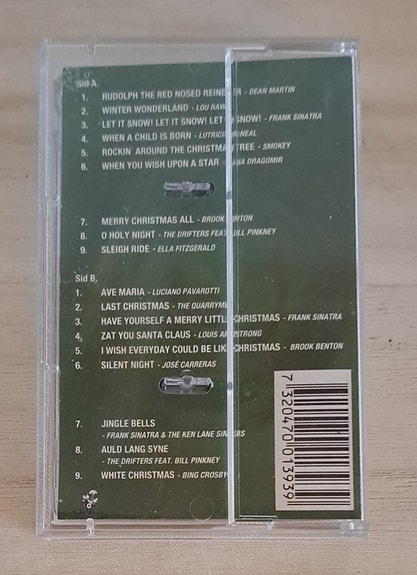 Sid A.
1. RUDOLPH THE RED NOSED REINDEER - DEAN MARTIN
2. WINTER WONDERLAND - LOU RAWLS
3. LET IT SNOW! LET IT SNOW! LET IT SNOW! - FRANK SINATRA
4. WHEN A CHILD IS BORN - LUTRICIA MCNEAL
5. ROCKIN' AROUND THE CHRISTMAS TREE - SMOKEY
6. WHEN YOU WISH UPON A STAR - DRAGOMIR
7. MERRY CHRISTMAS ALL - BROOK BENTON
8. O HOLY NIGHT - THE DRIFTERS FEAT. BILL PINKNEY
9. SLEIGH RIDE - ELLA FITZGERALD
Sid B.
1. AVE MARIA - LUCIANO PAVAROTTI
2. LAST CHRISTMAS - THE QUARRYMEN
3. HAVE YOURSELF A MERRY LITTLE CHRISTMAS - FRANK SINATRA
4. ZAT YOU SANTA CLAUS - LOUIS ARMSTRONG
5. I WISH EVERYDAY COULD BE LIKE CHRISTMAS - BROOK BENTON
6. SILENT NIGHT - JOSÉ CARRERAS
7. JINGLE BELLS
- FRANK SINATRA & THE KEN LANE SINGERS
8. AULD LANG SYNE
- THE DRIFTERS FEAT. BILL PINKNEY
9. WHITE CHRISTMAS - BING CROSBY
7 320470 013939